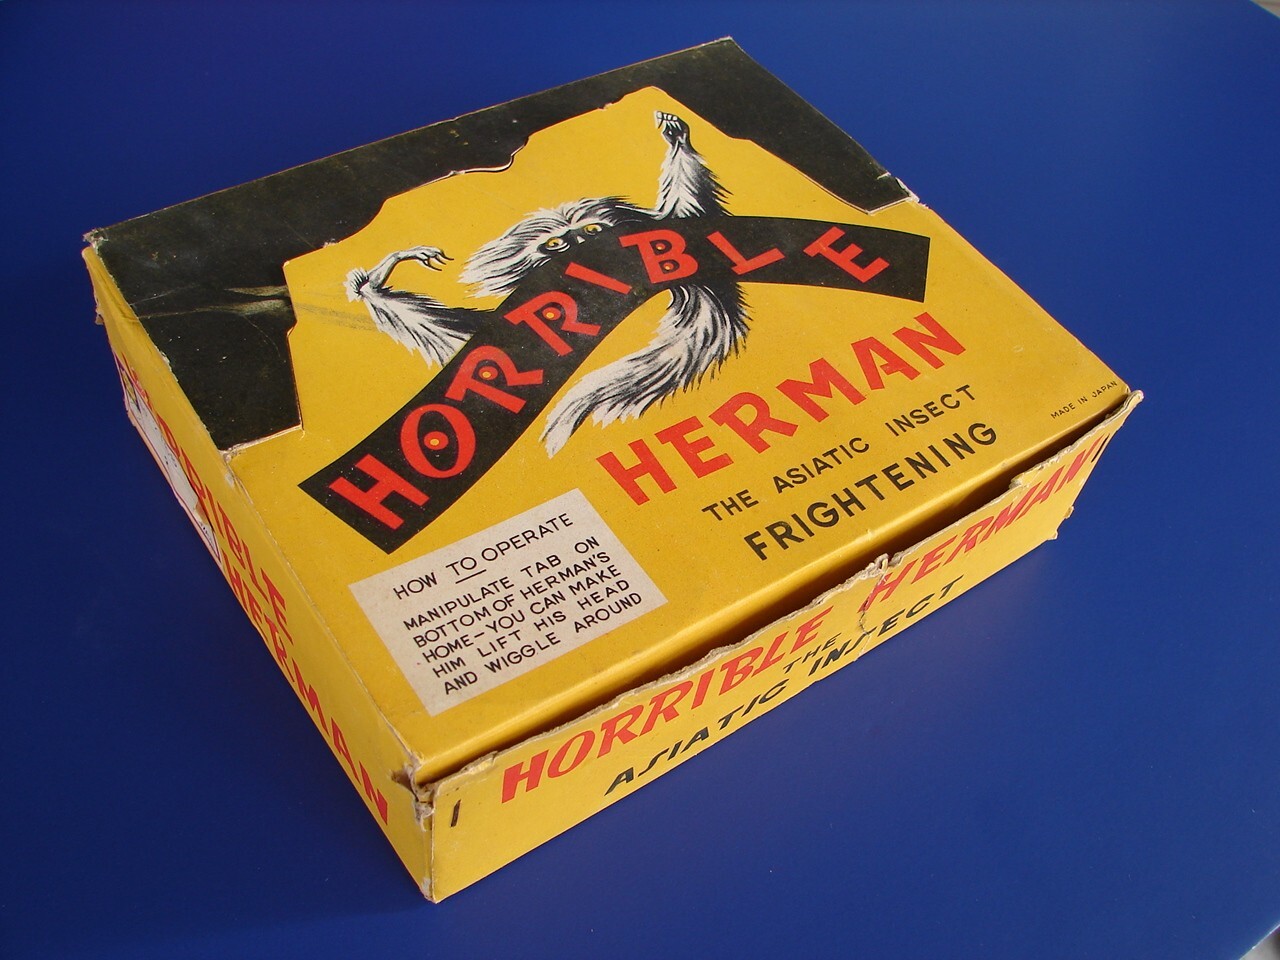 HORRIBLE
HERMAN
THE ASIATIC INSECT
FRIGHTENING
MADE IN JAPAN
HOW TO OPERATE
MANIPULATE TAB ON
BOTTOM OF HERMAN'S
HOME-YOU CAN MAKE
HIM LIFT HIS HEAD
AND WIGGLE AROUND
HORRIBLE HERMAN
THE
ASIATIC INSECT
HORRIBLE
HERMAN